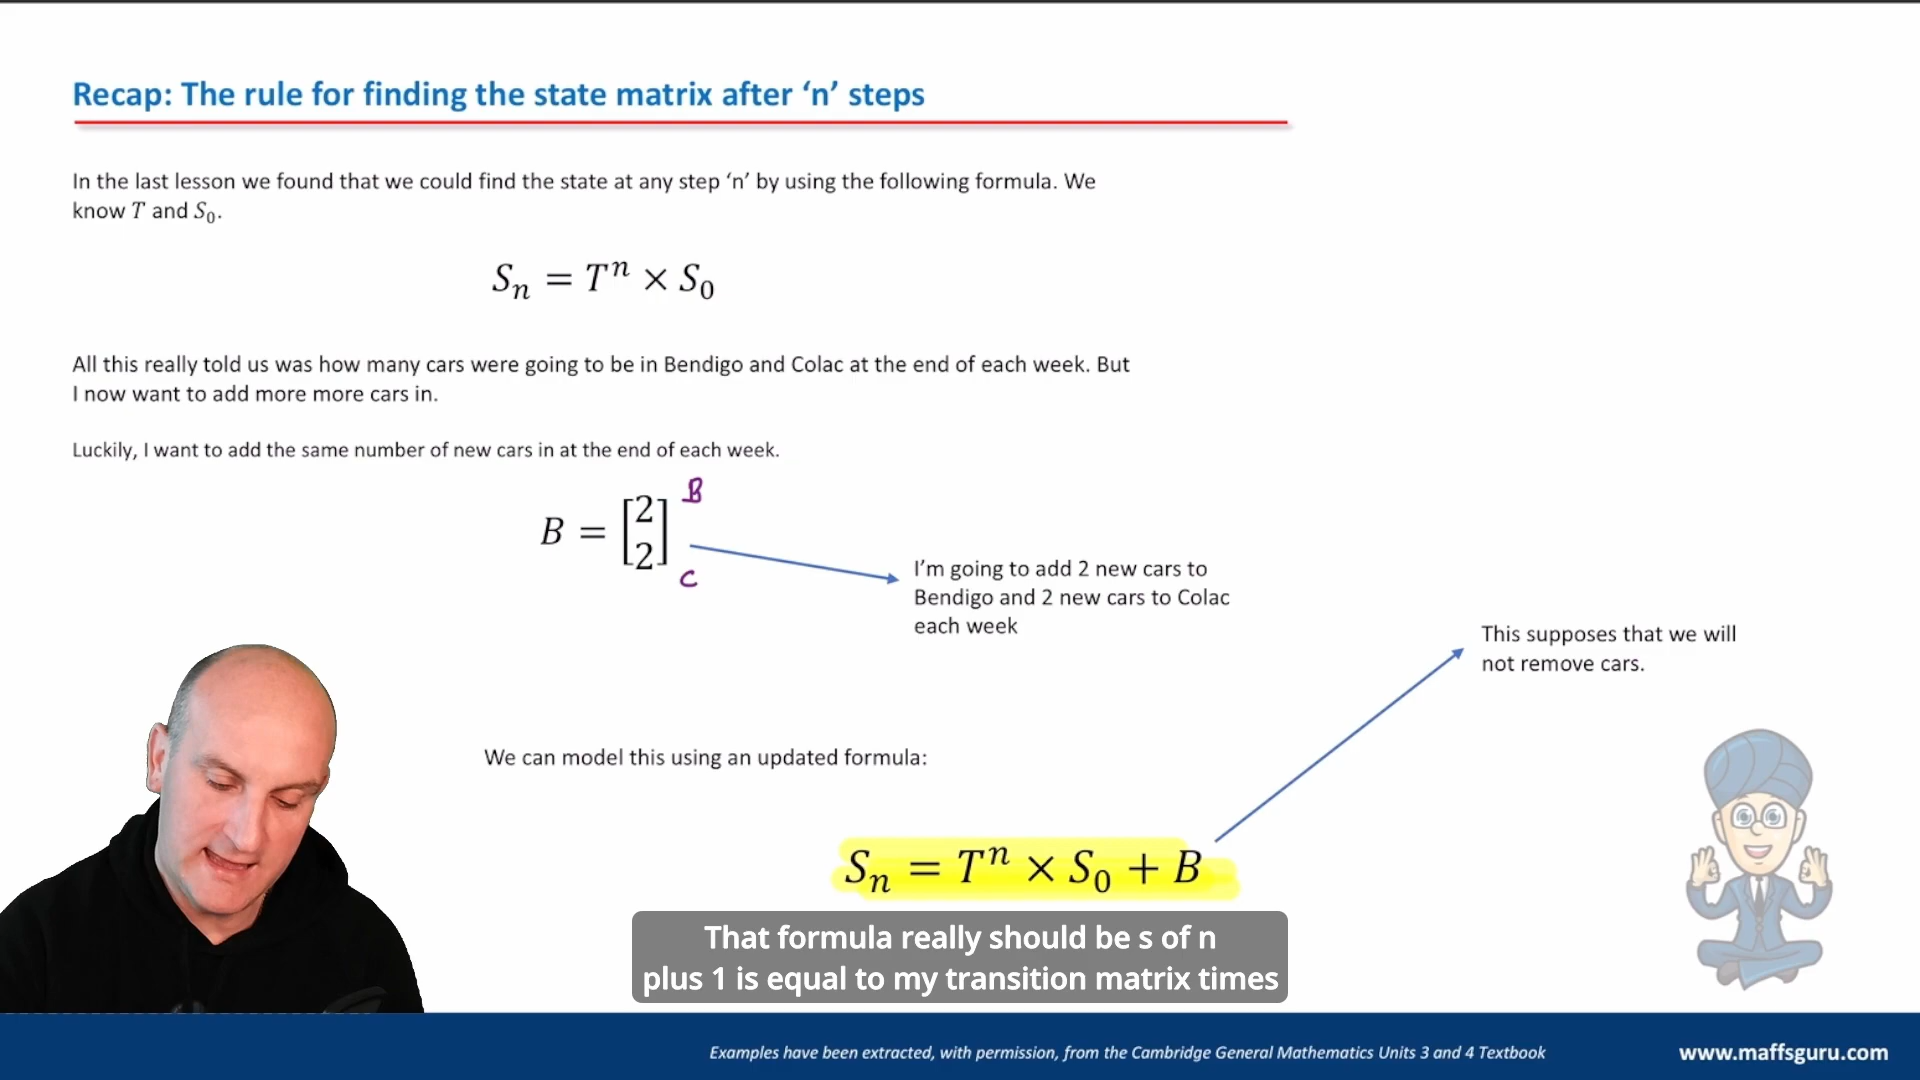 Recap: The rule for finding the state matrix after ‘n’ steps
In the last lesson we found that we could find the state at any step ‘n’ by using the following formula. We
know T and S₀.
Sₙ = Tⁿ × S₀
All this really told us was how many cars were going to be in Bendigo and Colac at the end of each week. But
I now want to add more more cars in.
Luckily, I want to add the same number of new cars in at the end of each week.
B
B = [2
2]
C
I’m going to add 2 new cars to
Bendigo and 2 new cars to Colac
each week
This supposes that we will
not remove cars.
We can model this using an updated formula:
Sₙ = Tⁿ × S₀ + B
That formula really should be s of n
plus 1 is equal to my transition matrix times
Examples have been extracted, with permission, from the Cambridge General Mathematics Units 3 and 4 Textbook
www.maffsguru.com